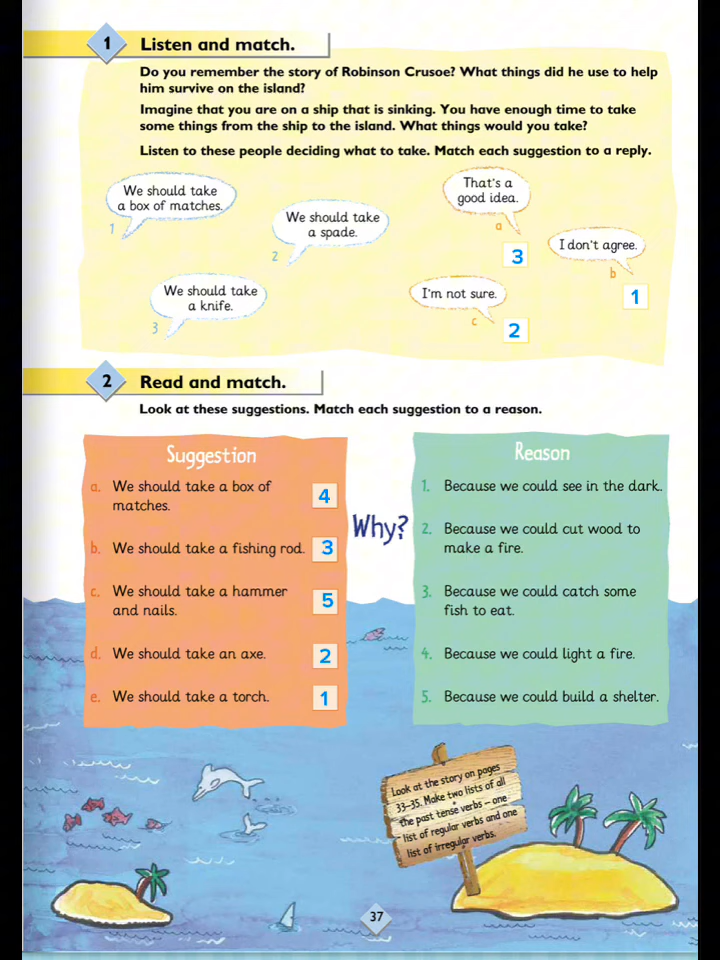 1 Listen and match.
Do you remember the story of Robinson Crusoe? What things did he use to help
him survive on the island?
Imagine that you are on a ship that is sinking. You have enough time to take
some things from the ship to the island. What things would you take?
Listen to these people deciding what to take. Match each suggestion to a reply.
We should take
a box of matches.
1
We should take
a spade.
2
We should take
a knife.
3
That's a
good idea.
a
3
I don't agree.
b
1
I'm not sure.
c
2
2 Read and match.
Look at these suggestions. Match each suggestion to a reason.
Suggestion
a. We should take a box of
matches.
4
b. We should take a fishing rod. 3
c. We should take a hammer
and nails.
5
d. We should take an axe. 2
e. We should take a torch. 1
Why?
Reason
1. Because we could see in the dark.
2. Because we could cut wood to
make a fire.
3. Because we could catch some
fish to eat.
4. Because we could light a fire.
5. Because we could build a shelter.
Look at the story on pages
33–35. Make two lists of all
the past tense verbs – one
list of regular verbs and one
list of irregular verbs.
37